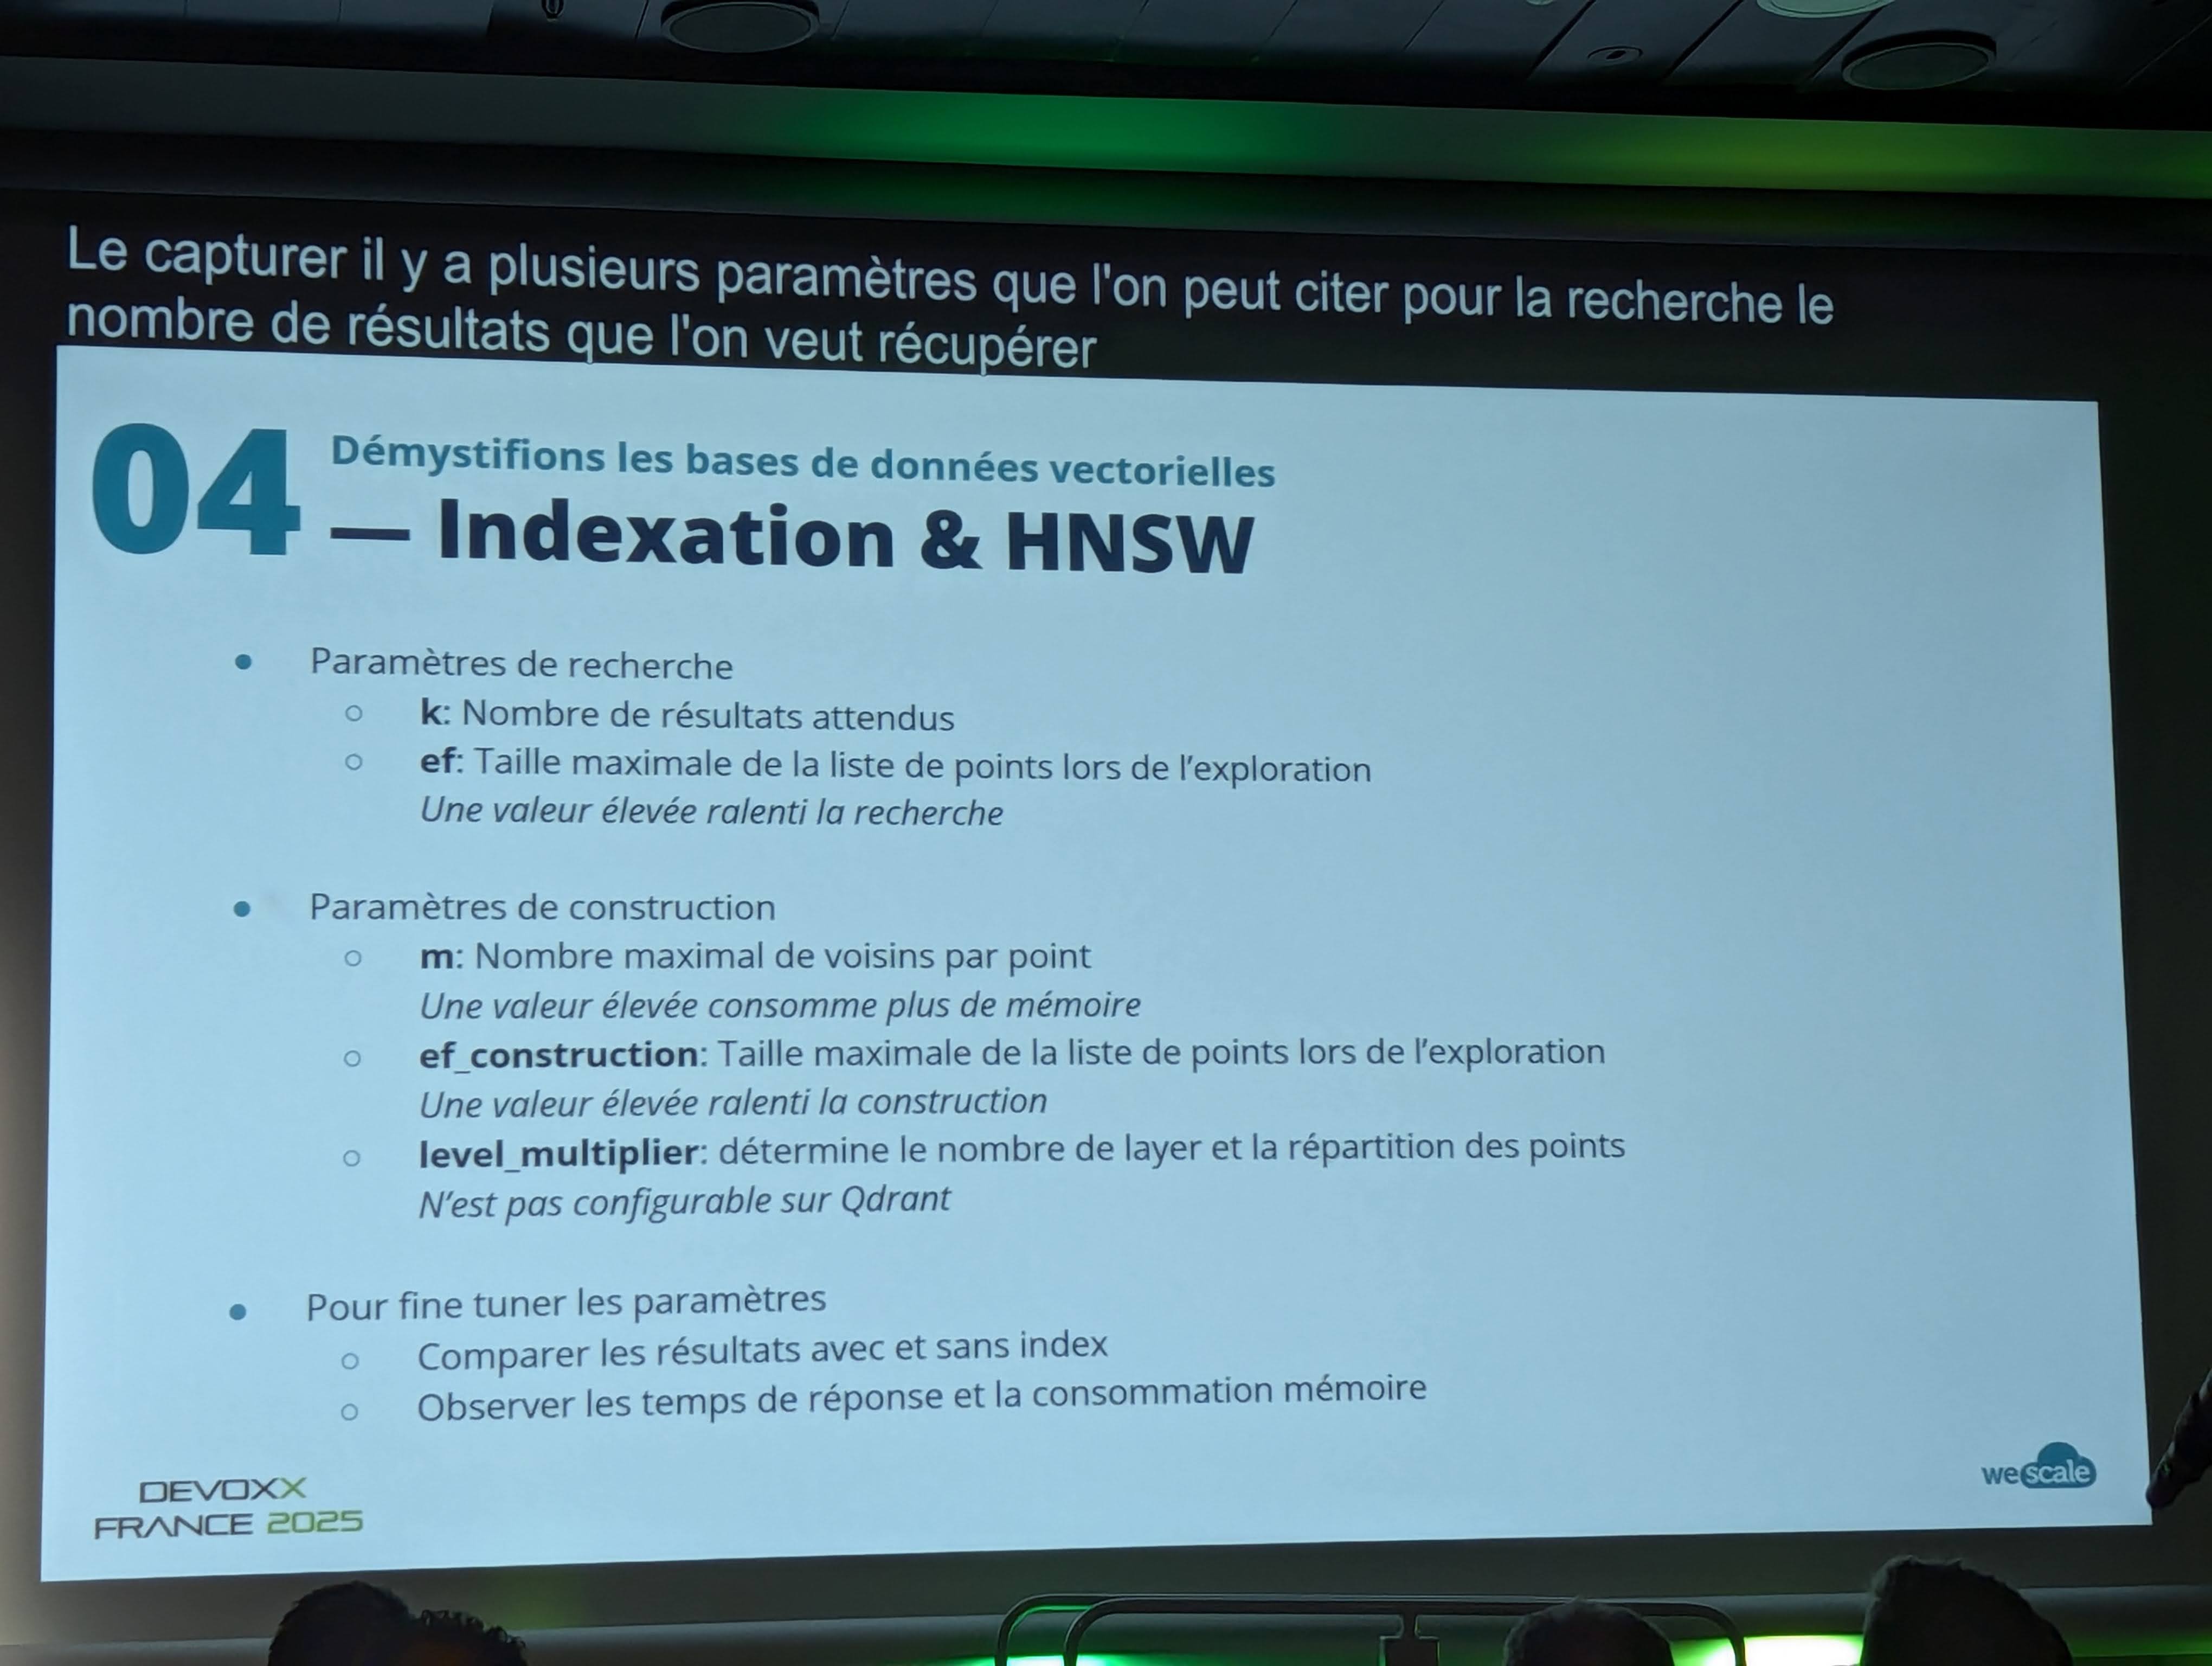 Le capturer il y a plusieurs paramètres que l'on peut citer pour la recherche le
nombre de résultats que l'on veut récupérer
04
Démystifions les bases de données vectorielles
— Indexation & HNSW
● Paramètres de recherche
○ k: Nombre de résultats attendus
○ ef: Taille maximale de la liste de points lors de l’exploration
Une valeur élevée ralenti la recherche
● Paramètres de construction
○ m: Nombre maximal de voisins par point
Une valeur élevée consomme plus de mémoire
○ ef_construction: Taille maximale de la liste de points lors de l’exploration
Une valeur élevée ralenti la construction
○ level_multiplier: détermine le nombre de layer et la répartition des points
N’est pas configurable sur Qdrant
● Pour fine tuner les paramètres
○ Comparer les résultats avec et sans index
○ Observer les temps de réponse et la consommation mémoire
DEVOXX
FRANCE 2025
wescale